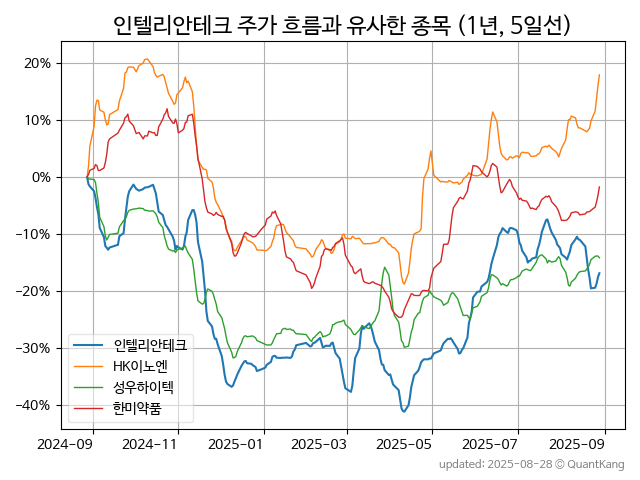 인텔리안테크 주가 흐름과 유사한 종목 (1년, 5일선)
20%
10%
0%
−10%
−20%
−30%
−40%
인텔리안테크
HK이노엔
성우하이텍
한미약품
2024-09
2024-11
2025-01
2025-03
2025-05
2025-07
2025-09
updated: 2025-08-28 © QuantKang